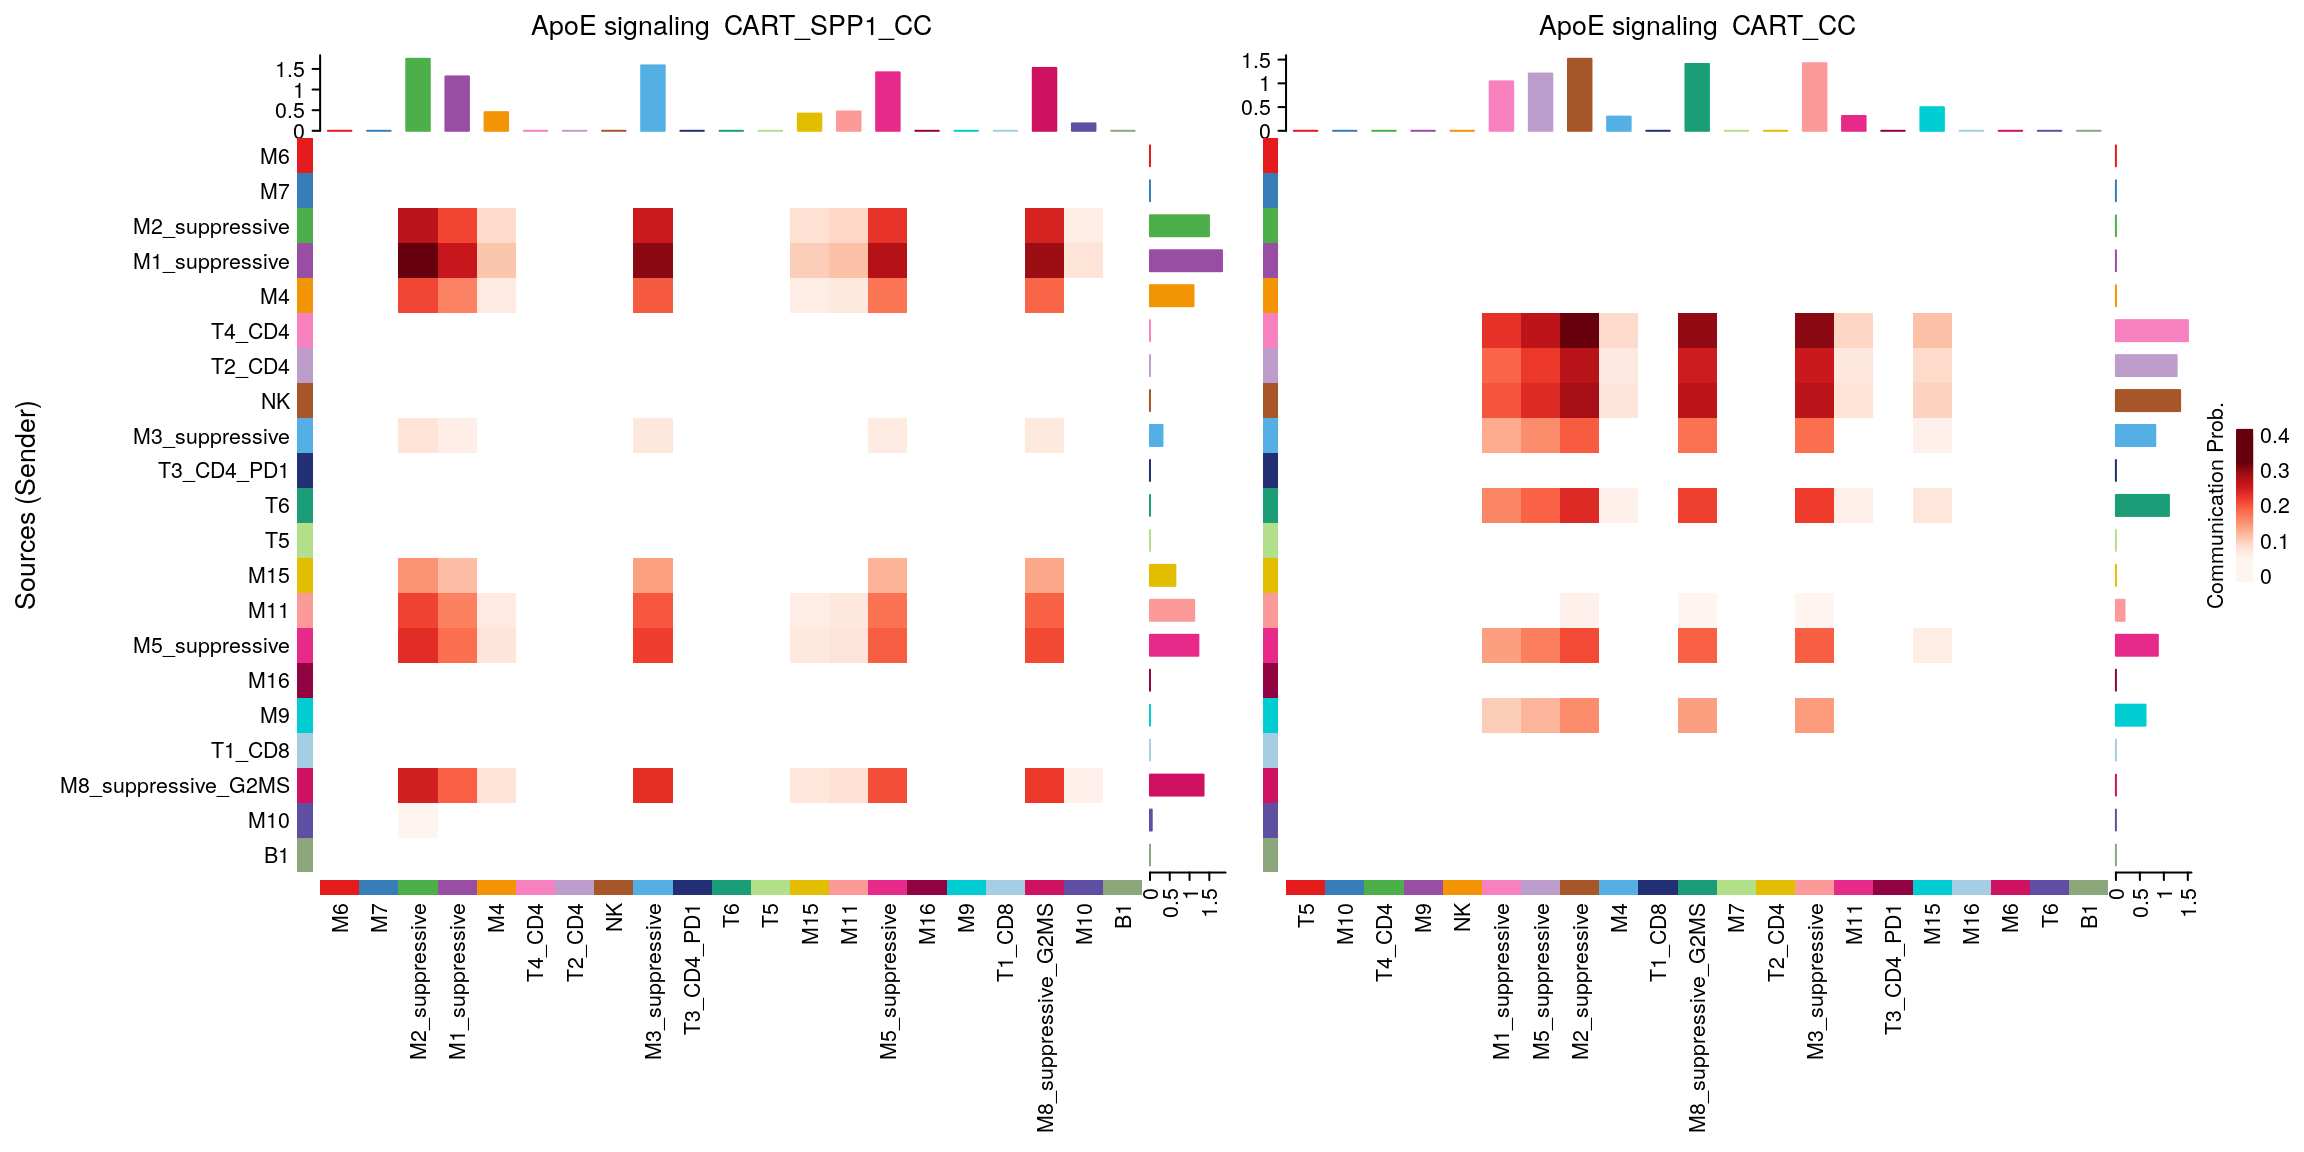 ApoE signaling  CART_SPP1_CC
1.5
1
0.5
0
Sources (Sender)
M6
M7
M2_suppressive
M1_suppressive
M4
T4_CD4
T2_CD4
NK
M3_suppressive
T3_CD4_PD1
T6
T5
M15
M11
M5_suppressive
M16
M9
T1_CD8
M8_suppressive_G2MS
M10
B1
M6
M7
M2_suppressive
M1_suppressive
M4
T4_CD4
T2_CD4
NK
M3_suppressive
T3_CD4_PD1
T6
T5
M15
M11
M5_suppressive
M16
M9
T1_CD8
M8_suppressive_G2MS
M10
B1
0
0.5
1
1.5
ApoE signaling  CART_CC
1.5
1
0.5
0
T5
M10
T4_CD4
M9
NK
M1_suppressive
M5_suppressive
M2_suppressive
M4
T1_CD8
M8_suppressive_G2MS
M7
T2_CD4
M3_suppressive
M11
T3_CD4_PD1
M15
M16
M6
T6
B1
0
0.5
1
1.5
Communication Prob.
0.4
0.3
0.2
0.1
0